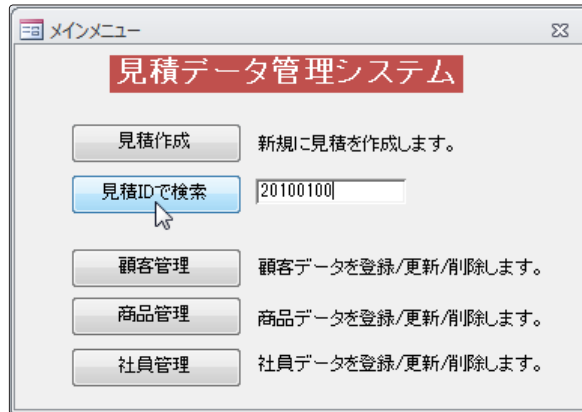 メインメニュー
見積データ管理システム
見積作成 新規に見積を作成します。
見積IDで検索 20100100
顧客管理 顧客データを登録/更新/削除します。
商品管理 商品データを登録/更新/削除します。
社員管理 社員データを登録/更新/削除します。